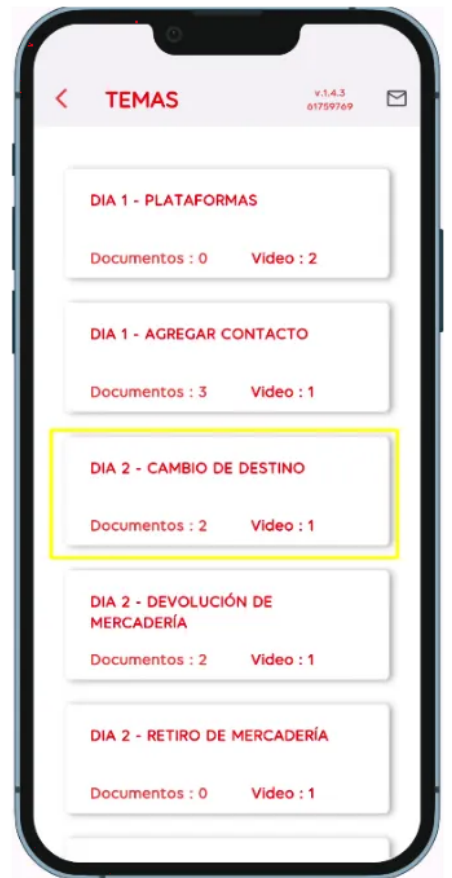 TEMAS
v.1.4.3
61759769
DIA 1 - PLATAFORMAS
Documentos : 0 Video : 2
DIA 1 - AGREGAR CONTACTO
Documentos : 3 Video : 1
DIA 2 - CAMBIO DE DESTINO
Documentos : 2 Video : 1
DIA 2 - DEVOLUCIÓN DE
MERCADERÍA
Documentos : 2 Video : 1
DIA 2 - RETIRO DE MERCADERÍA
Documentos : 0 Video : 1